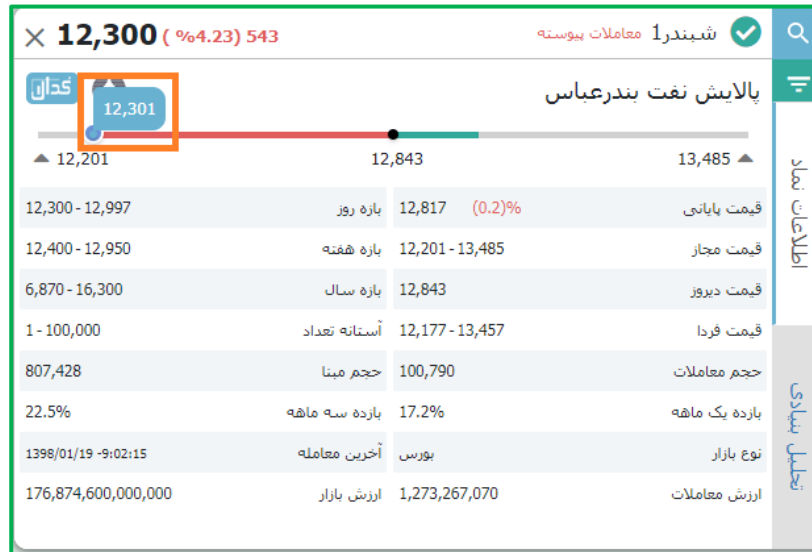 شبندر1 معاملات پیوسته 543 (4.23% ) 12,300
پالایش نفت بندرعباس
کدال
12,301
13,485 12,843 12,201
قیمت پایانی 12,817 (0.2)% بازه روز 12,300 - 12,997
قیمت مجاز 12,201 - 13,485 بازه هفته 12,400 - 12,950
قیمت دیروز 12,843 بازه سال 6,870 - 16,300
قیمت فردا 12,177 - 13,457 آستانه تعداد 1 - 100,000
حجم معاملات 100,790 حجم مبنا 807,428
بازده یک ماهه 17.2% بازده سه ماهه 22.5%
نوع بازار بورس آخرین معامله 1398/01/19 -9:02:15
ارزش معاملات 1,273,267,070 ارزش بازار 176,874,600,000,000
اطلاعات نماد
تحلیل بنیادی